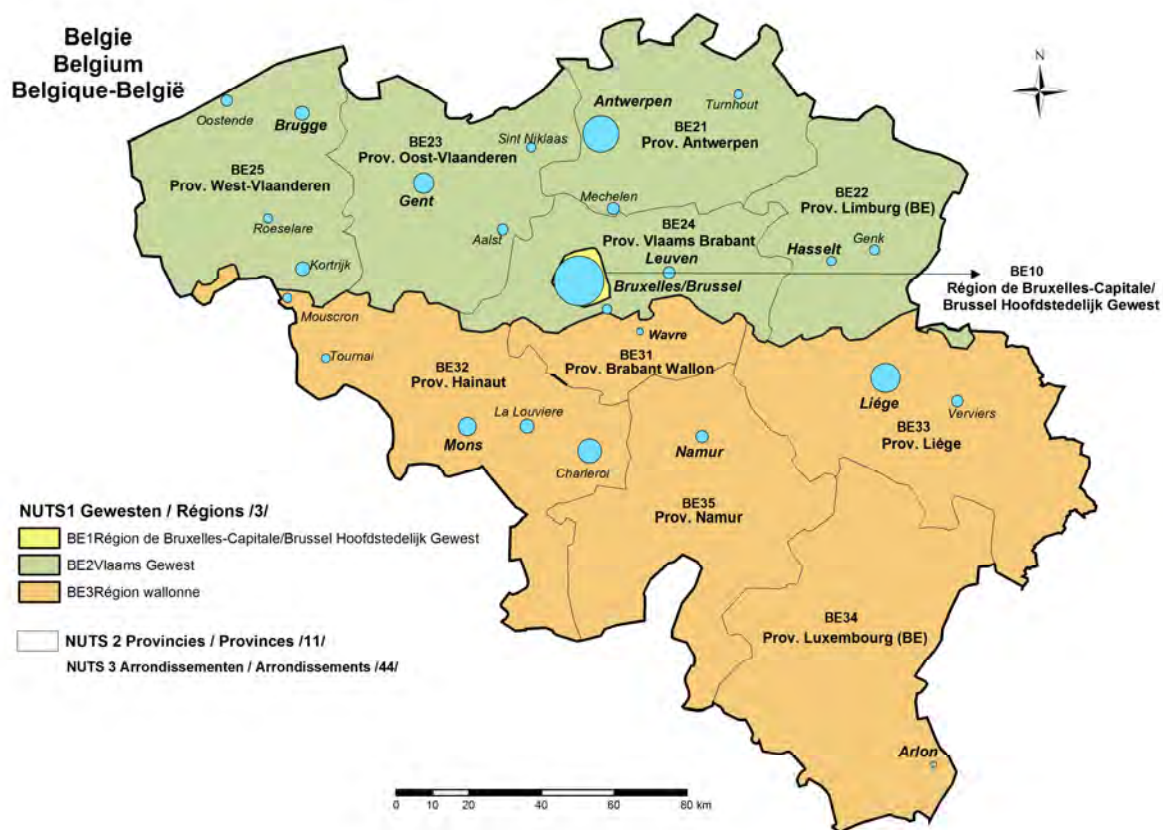 Belgie
Belgium
Belgique-België
N
Oostende
Brugge
BE25
Prov. West-Vlaanderen
Roeselare
Kortrijk
BE23
Prov. Oost-Vlaanderen
Sint Niklaas
Gent
Aalst
Antwerpen
Turnhout
BE21
Prov. Antwerpen
Mechelen
BE24
Prov. Vlaams Brabant
Leuven
Bruxelles/Brussel
BE22
Prov. Limburg (BE)
Hasselt
Genk
BE10
Région de Bruxelles-Capitale/
Brussel Hoofdstedelijk Gewest
Mouscron
Tournai
BE32
Prov. Hainaut
La Louviere
Mons
Charleroi
Wavre
BE31
Prov. Brabant Wallon
Namur
BE35
Prov. Namur
Liége
Verviers
BE33
Prov. Liége
BE34
Prov. Luxembourg (BE)
Arlon
NUTS1 Gewesten / Régions /3/
BE1Région de Bruxelles-Capitale/Brussel Hoofdstedelijk Gewest
BE2Vlaams Gewest
BE3Région wallonne
NUTS 2 Provincies / Provinces /11/
NUTS 3 Arrondissementen / Arrondissements /44/
0 10 20 40 60 80 km